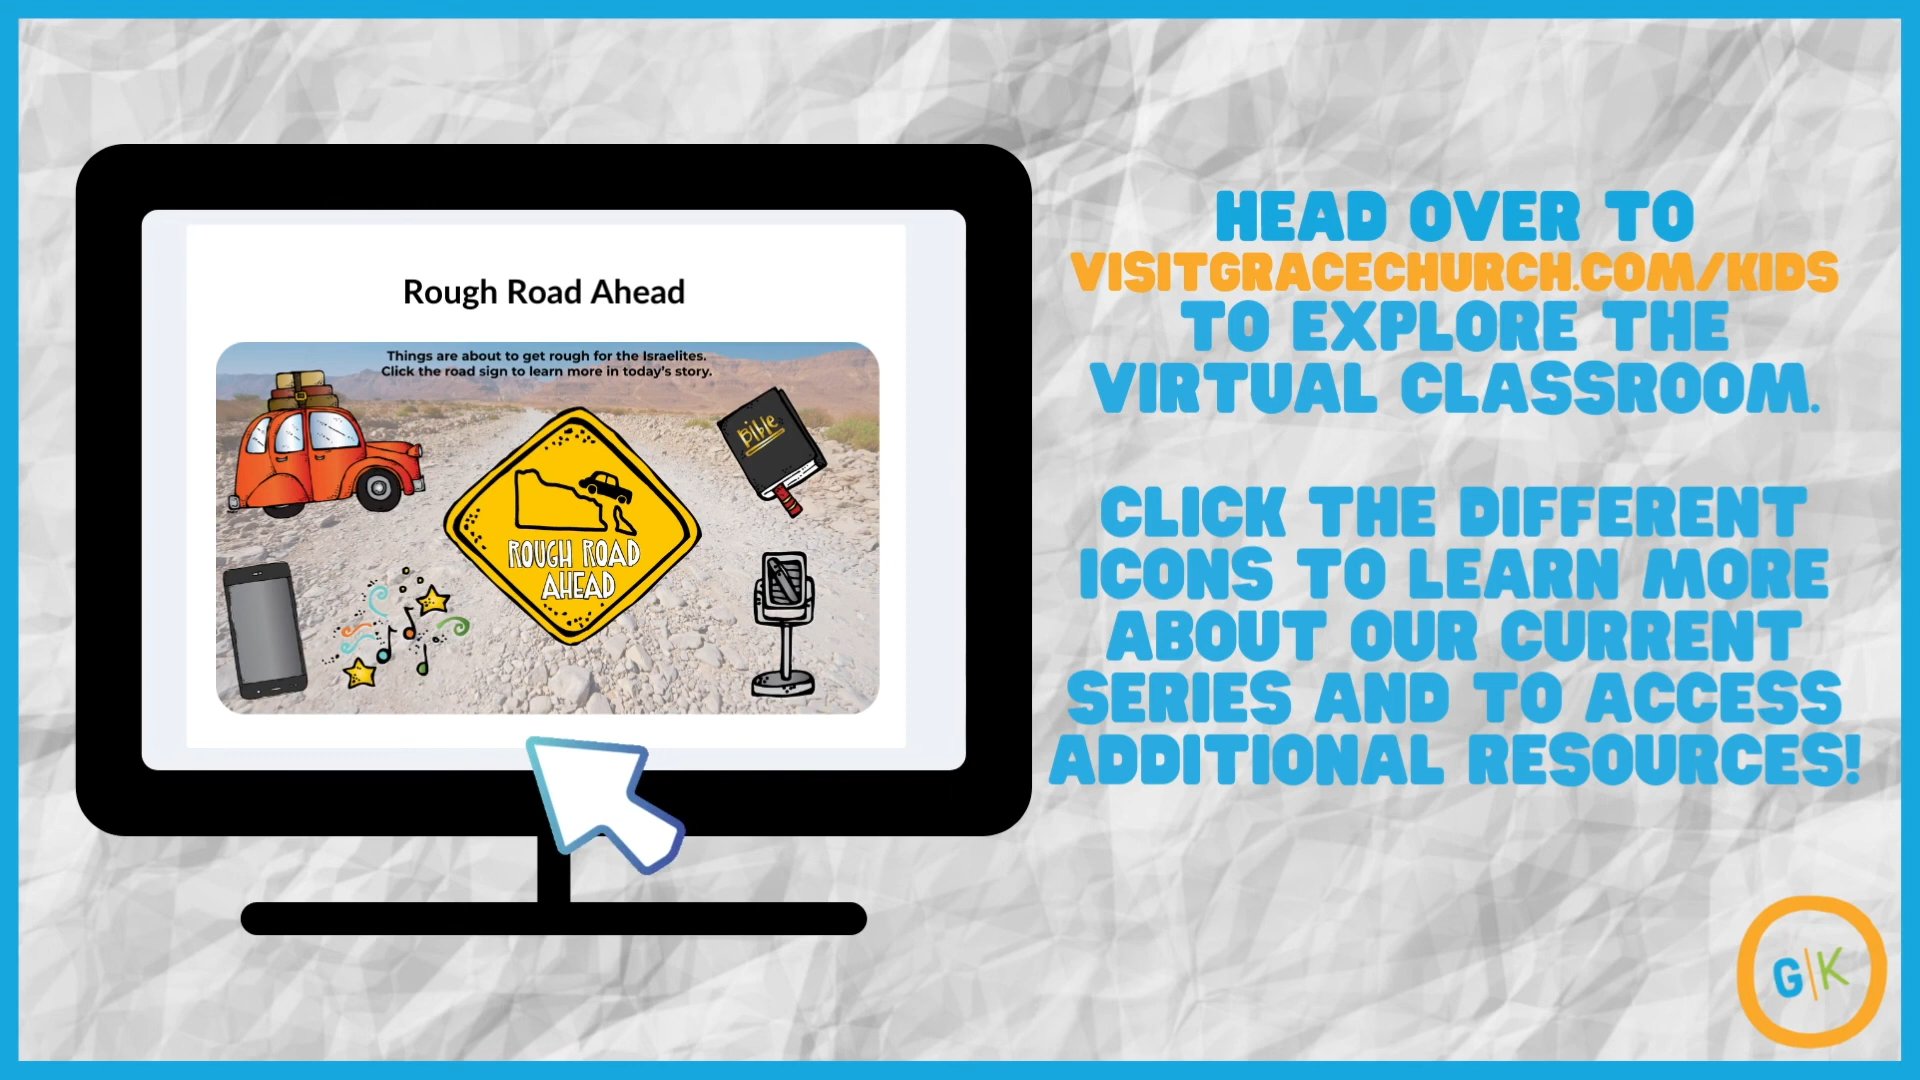 Rough Road Ahead
Things are about to get rough for the Israelites.
Click the road sign to learn more in today's story.
Bible
ROUGH ROAD
AHEAD
HEAD OVER TO
VISITGRACECHURCH.COM/KIDS
TO EXPLORE THE
VIRTUAL CLASSROOM.
CLICK THE DIFFERENT
ICONS TO LEARN MORE
ABOUT OUR CURRENT
SERIES AND TO ACCESS
ADDITIONAL RESOURCES!
G|K